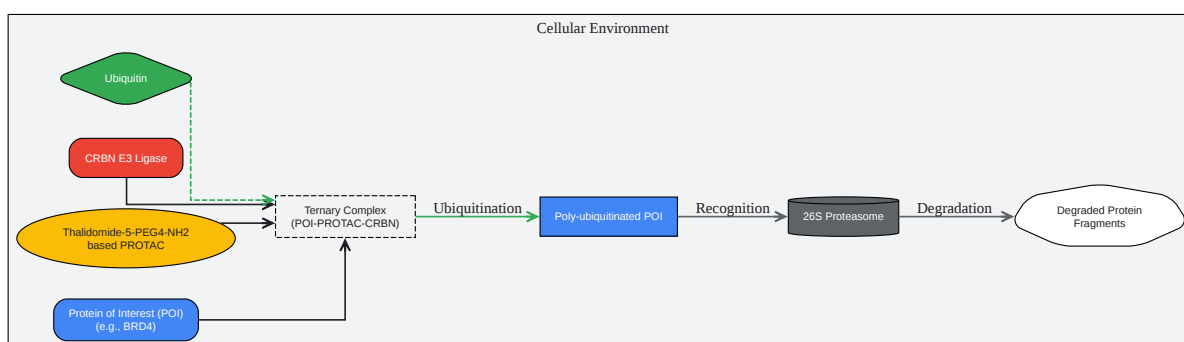 Cellular Environment
Ubiquitin
CRBN E3 Ligase
Thalidomide-5-PEG4-NH2
based PROTAC
Protein of Interest (POI)
(e.g., BRD4)
Ternary Complex
(POI-PROTAC-CRBN)
Ubiquitination
Poly-ubiquitinated POI
Recognition
26S Proteasome
Degradation
Degraded Protein
Fragments